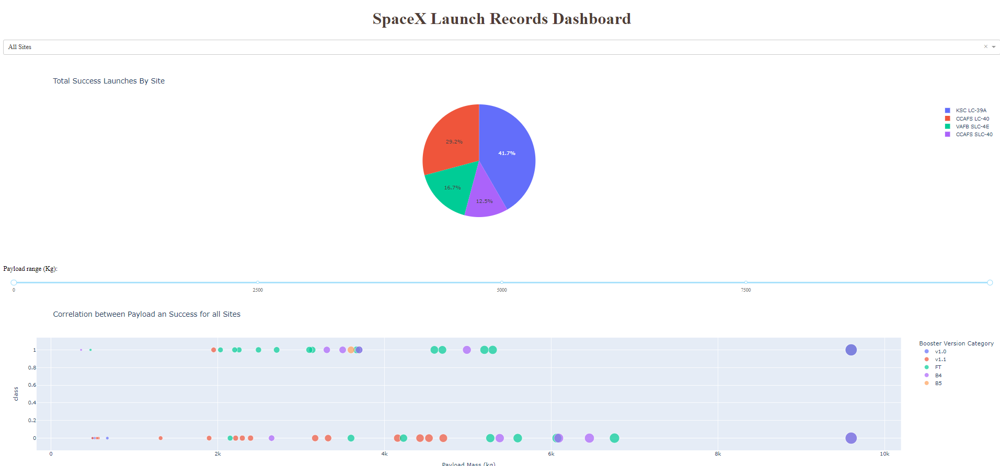 SpaceX Launch Records Dashboard
All Sites
Total Success Launches By Site
KSC LC-39A
CCAFS LC-40
VAFB SLC-4E
CCAFS SLC-40
29.2%
41.7%
16.7%
12.5%
Payload range (Kg):
0 2500 5000 7500
Correlation between Payload an Success for all Sites
Booster Version Category
v1.0
v1.1
FT
B4
B5
class
1
0.8
0.6
0.4
0.2
0
0 2k 4k 6k 8k 10k
Payload Mass (kg)